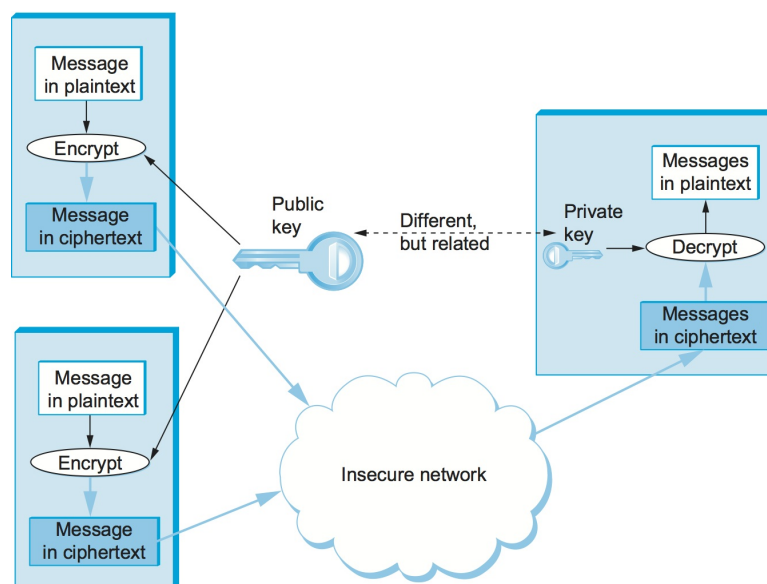 Message
in plaintext
Encrypt
Message
in ciphertext
Public
key
Different,
but related
Private
key
Messages
in plaintext
Decrypt
Messages
in ciphertext
Message
in plaintext
Encrypt
Message
in ciphertext
Insecure network